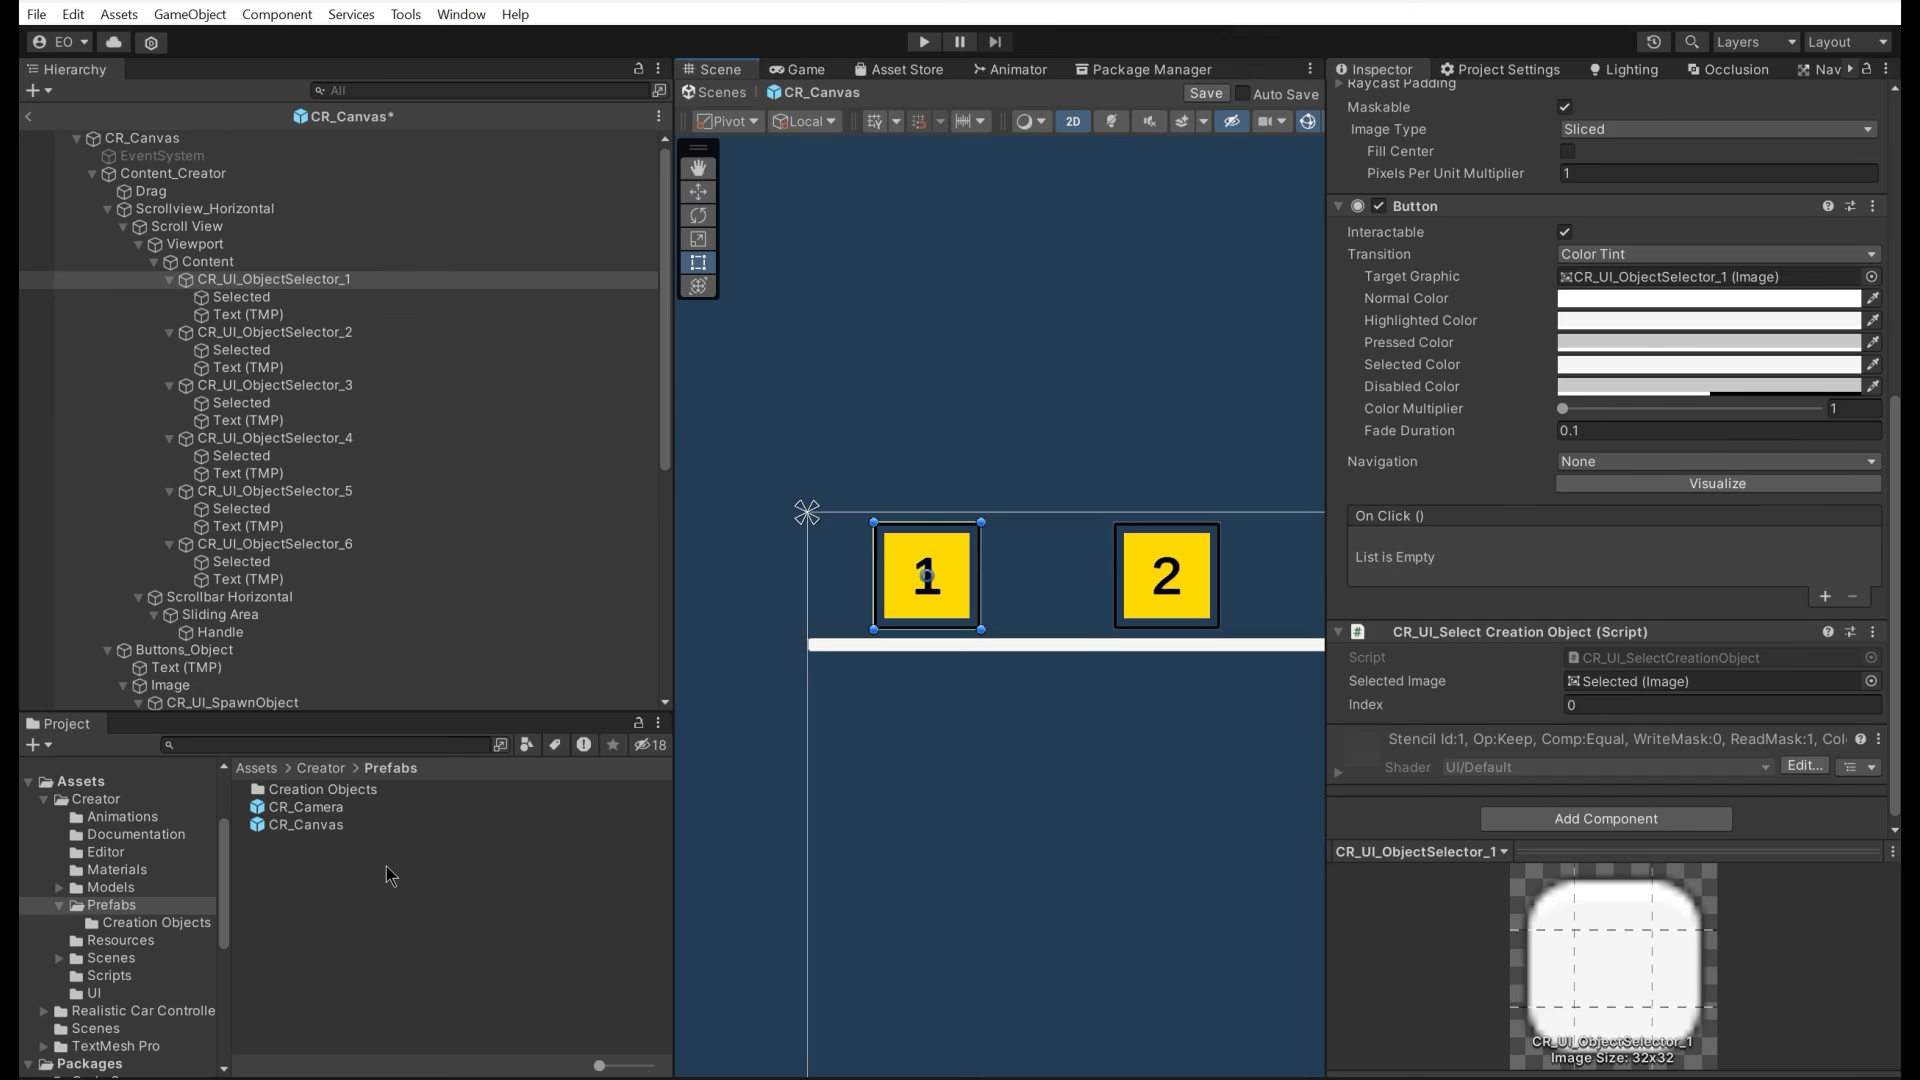 File Edit Assets GameObject Component Services Tools Window Help
EO Layers Layout
Hierarchy
All
CR_Canvas*
CR_Canvas
EventSystem
Content_Creator
Drag
Scrollview_Horizontal
Scroll View
Viewport
Content
CR_UI_ObjectSelector_1
Selected
Text (TMP)
CR_UI_ObjectSelector_2
Selected
Text (TMP)
CR_UI_ObjectSelector_3
Selected
Text (TMP)
CR_UI_ObjectSelector_4
Selected
Text (TMP)
CR_UI_ObjectSelector_5
Selected
Text (TMP)
CR_UI_ObjectSelector_6
Selected
Text (TMP)
Scrollbar Horizontal
Sliding Area
Handle
Buttons_Object
Text (TMP)
Image
CR_UI_SpawnObject
Project
18
Assets
Creator
Animations
Documentation
Editor
Materials
Models
Prefabs
Creation Objects
Resources
Scenes
Scripts
UI
Realistic Car Controlle
Scenes
TextMesh Pro
Packages
Assets > Creator > Prefabs
Creation Objects
CR_Camera
CR_Canvas
Scene Game Asset Store Animator Package Manager
Scenes CR_Canvas Save Auto Save
Pivot Local 2D
1 2
Inspector Project Settings Lighting Occlusion Nav
Raycast Padding
Maskable
Image Type Sliced
Fill Center
Pixels Per Unit Multiplier 1
Button
Interactable
Transition Color Tint
Target Graphic CR_UI_ObjectSelector_1 (Image)
Normal Color
Highlighted Color
Pressed Color
Selected Color
Disabled Color
Color Multiplier 1
Fade Duration 0.1
Navigation None
Visualize
On Click ()
List is Empty
CR_UI_Select Creation Object (Script)
Script CR_UI_SelectCreationObject
Selected Image Selected (Image)
Index 0
Stencil Id:1, Op:Keep, Comp:Equal, WriteMask:0, ReadMask:1, Col
Shader UI/Default Edit...
Add Component
CR_UI_ObjectSelector_1
CR_UI_ObjectSelector_1
Image Size: 32x32